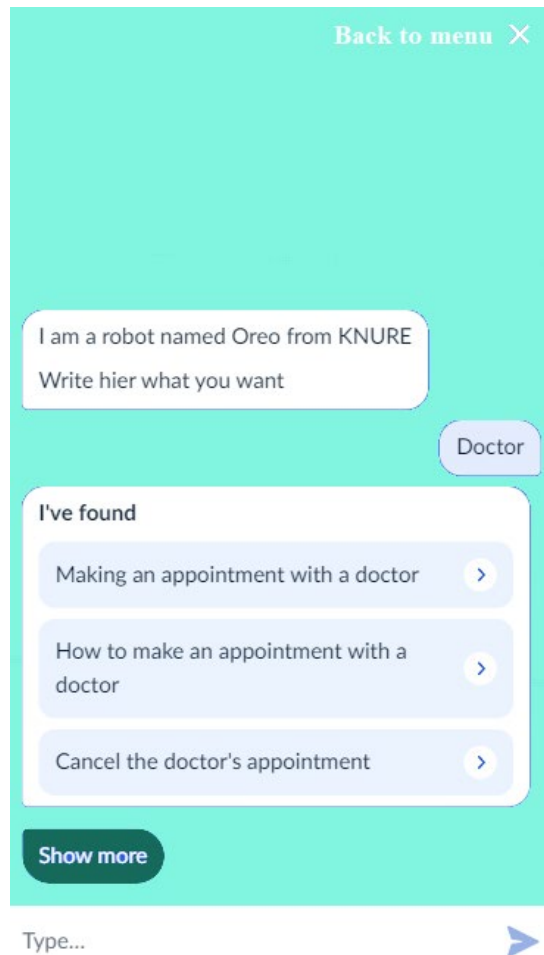 Back to menu
I am a robot named Oreo from KNURE
Write hier what you want
Doctor
I've found
Making an appointment with a doctor
How to make an appointment with a
doctor
Cancel the doctor's appointment
Show more
Type...